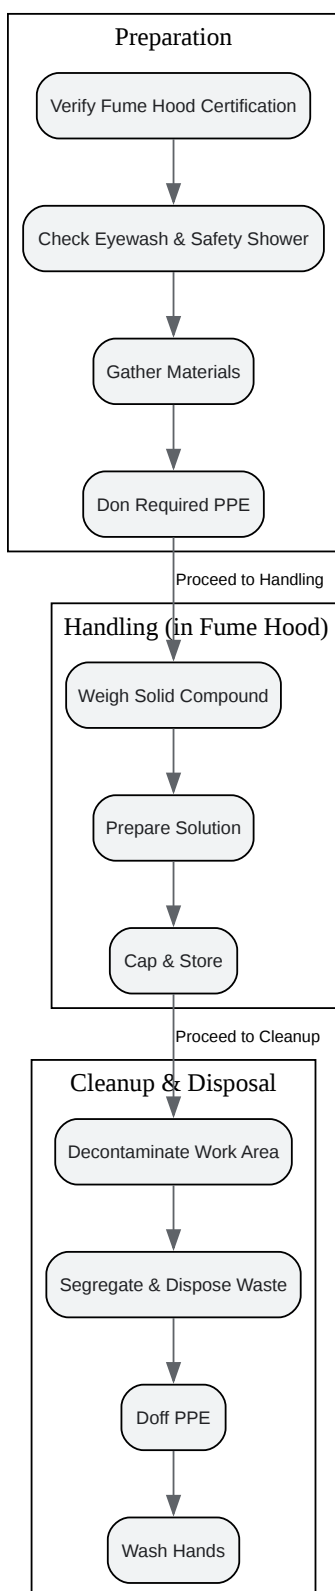 Preparation
Verify Fume Hood Certification
Check Eyewash & Safety Shower
Gather Materials
Don Required PPE
Proceed to Handling
Handling (in Fume Hood)
Weigh Solid Compound
Prepare Solution
Cap & Store
Proceed to Cleanup
Cleanup & Disposal
Decontaminate Work Area
Segregate & Dispose Waste
Doff PPE
Wash Hands